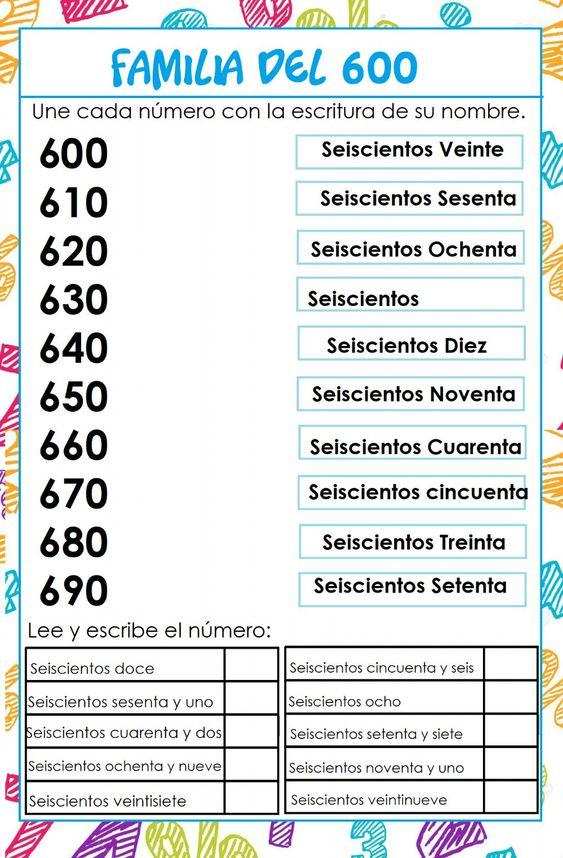 FAMILIA DEL 600
Une cada número con la escritura de su nombre.
600 Seiscientos Veinte
610 Seiscientos Sesenta
620 Seiscientos Ochenta
630 Seiscientos
640 Seiscientos Diez
650 Seiscientos Noventa
660 Seiscientos Cuarenta
670 Seiscientos cincuenta
680 Seiscientos Treinta
690 Seiscientos Setenta
Lee y escribe el número:
Seiscientos doce Seiscientos cincuenta y seis
Seiscientos sesenta y uno Seiscientos ocho
Seiscientos cuarenta y dos Seiscientos setenta y siete
Seiscientos ochenta y nueve Seiscientos noventa y uno
Seiscientos veintisiete Seiscientos veintinueve